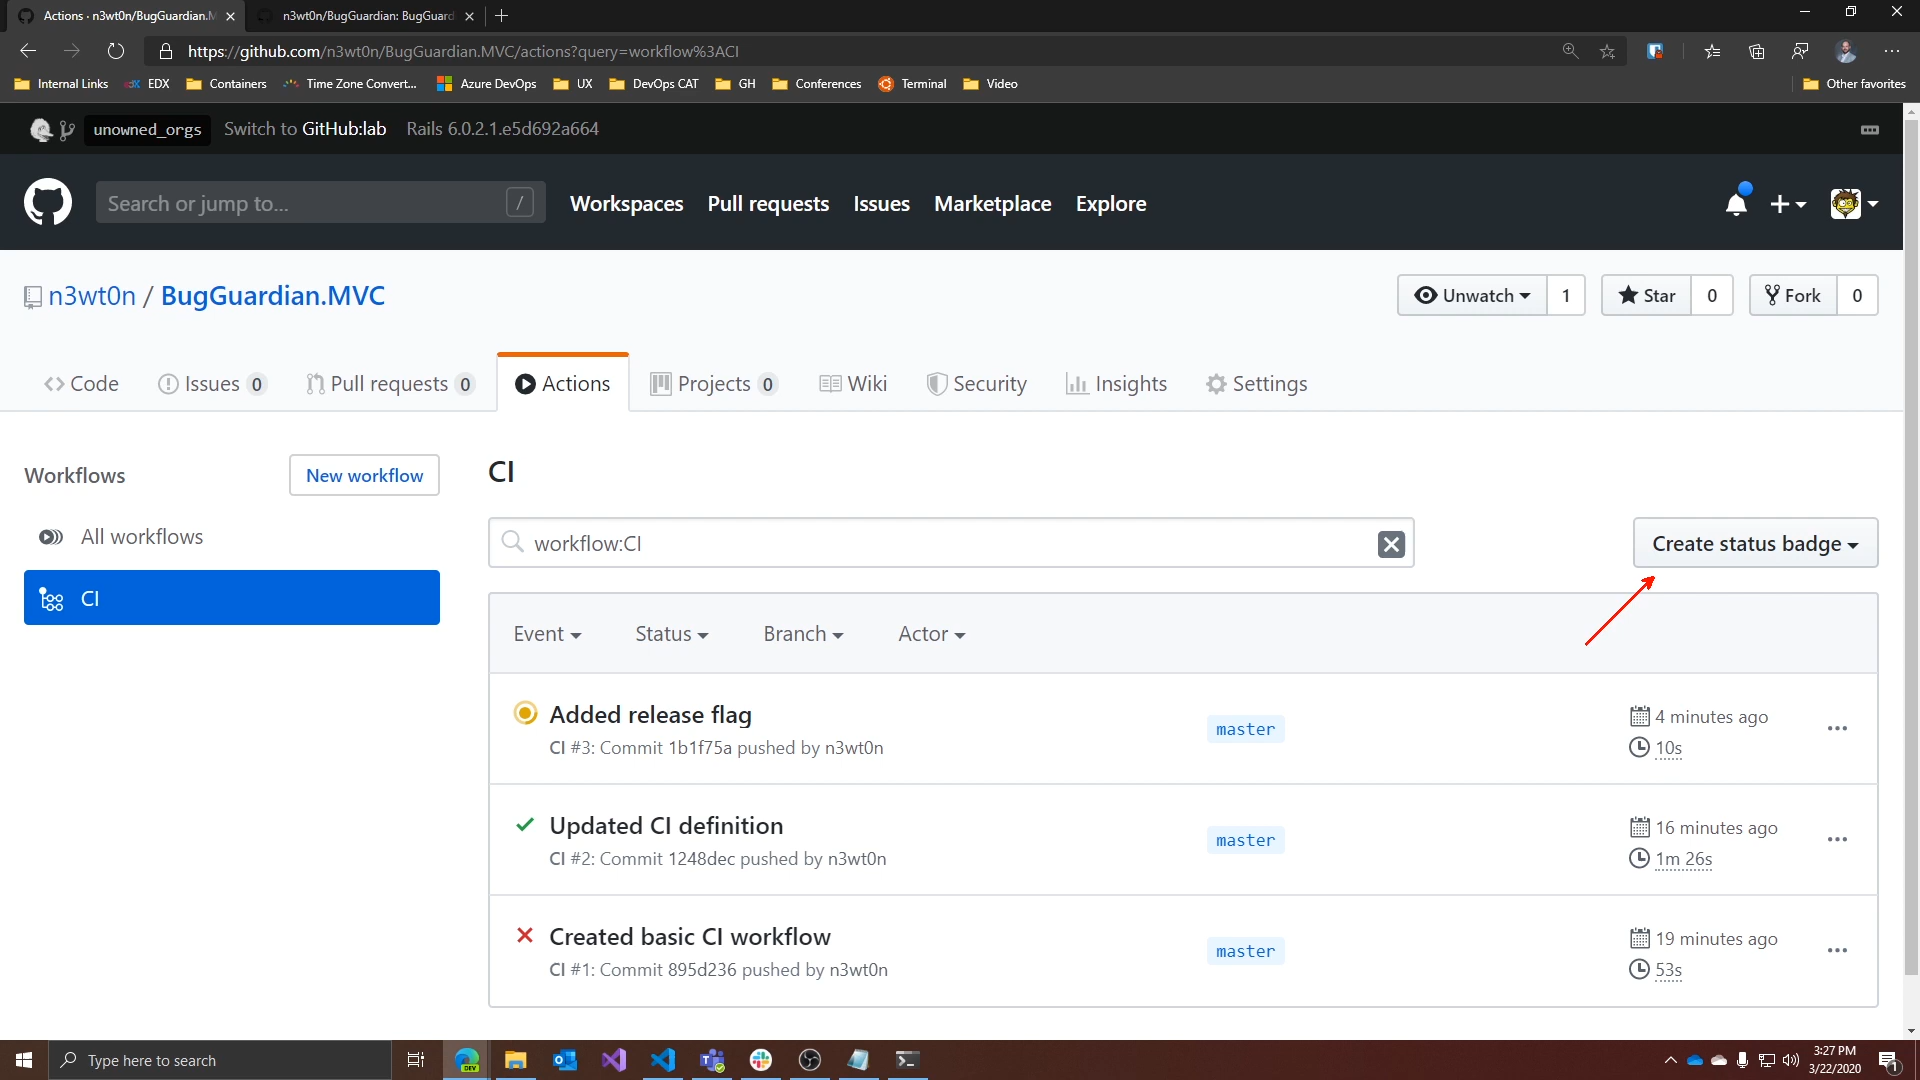 Actions · n3wt0n/BugGuardian.M
n3wt0n/BugGuardian: BugGuard
https://github.com/n3wt0n/BugGuardian.MVC/actions?query=workflow%3ACI
Internal Links
EDX
Containers
Time Zone Convert...
Azure DevOps
UX
DevOps CAT
GH
Conferences
Terminal
Video
Other favorites
unowned_orgs
Switch to GitHub:lab
Rails 6.0.2.1.e5d692a664
Search or jump to...
/
Workspaces
Pull requests
Issues
Marketplace
Explore
n3wt0n / BugGuardian.MVC
Unwatch
1
Star
0
Fork
0
Code
Issues 0
Pull requests 0
Actions
Projects 0
Wiki
Security
Insights
Settings
Workflows
New workflow
All workflows
CI
CI
workflow:CI
Create status badge
Event
Status
Branch
Actor
Added release flag
CI #3: Commit 1b1f75a pushed by n3wt0n
master
4 minutes ago
10s
Updated CI definition
CI #2: Commit 1248dec pushed by n3wt0n
master
16 minutes ago
1m 26s
Created basic CI workflow
CI #1: Commit 895d236 pushed by n3wt0n
master
19 minutes ago
53s
Type here to search
DEV
3:27 PM
3/22/2020
1